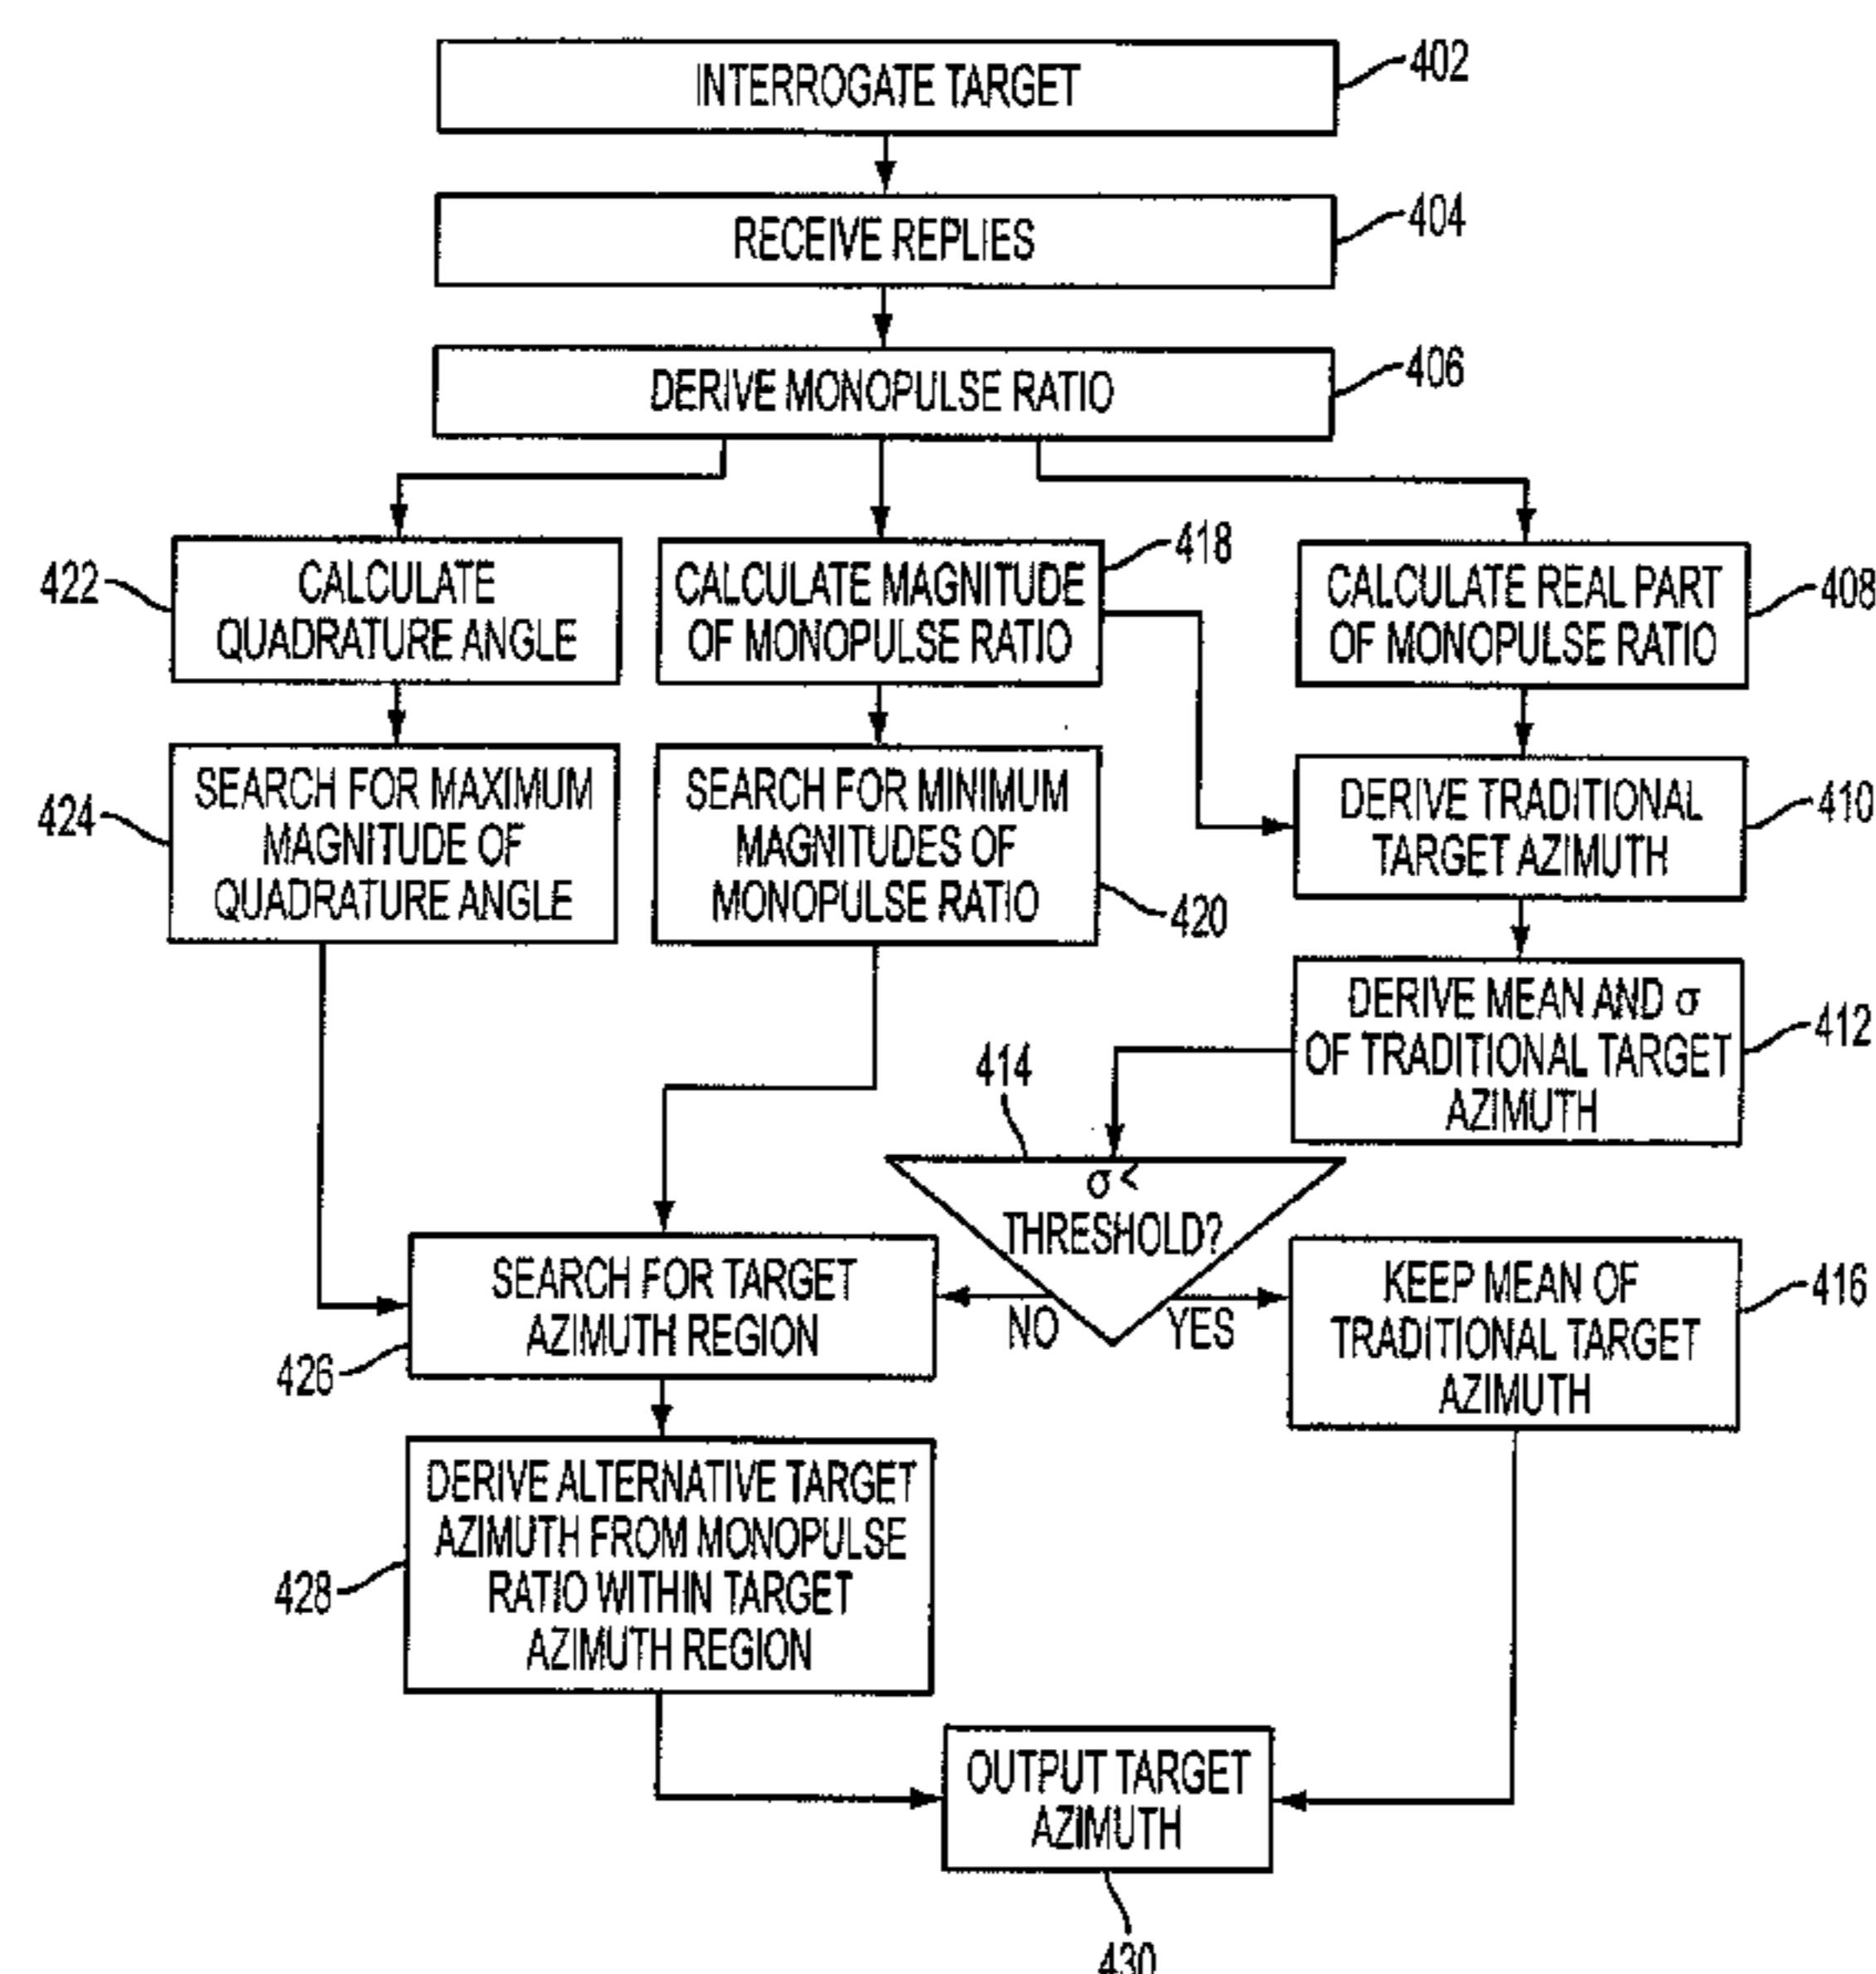 INTERROGATE TARGET
402
RECEIVE REPLIES
404
DERIVE MONOPULSE RATIO
406
422
CALCULATE
QUADRATURE ANGLE
CALCULATE MAGNITUDE
OF MONOPULSE RATIO
418
CALCULATE REAL PART
OF MONOPULSE RATIO
408
424
SEARCH FOR MAXIMUM
MAGNITUDE OF
QUADRATURE ANGLE
SEARCH FOR MINIMUM
MAGNITUDES OF
MONOPULSE RATIO
420
DERIVE TRADITIONAL
TARGET AZIMUTH
410
DERIVE MEAN AND σ
OF TRADITIONAL TARGET
AZIMUTH
412
414
σ <
THRESHOLD?
NO
YES
SEARCH FOR TARGET
AZIMUTH REGION
426
KEEP MEAN OF
TRADITIONAL TARGET
AZIMUTH
416
DERIVE ALTERNATIVE TARGET
AZIMUTH FROM MONOPULSE
RATIO WITHIN TARGET
AZIMUTH REGION
428
OUTPUT TARGET
AZIMUTH
430